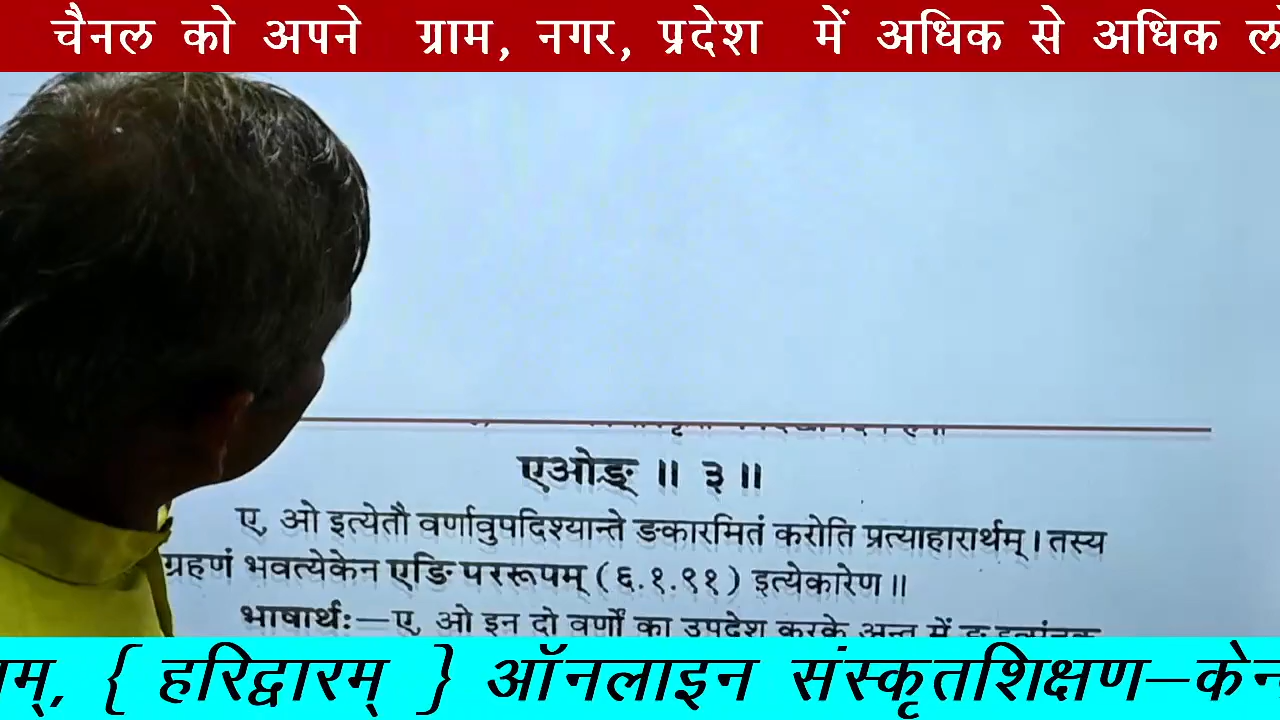 चैनल को अपने ग्राम, नगर, प्रदेश में अधिक से अधिक
एओङ् ॥ ३ ॥
ए, ओ इत्येतौ वर्णावुपदिश्यान्ते ङकारमितं करोति प्रत्याहारार्थम् । तस्य
ग्रहणं भवत्येकेन एङि पररूपम् ( ६.१.९१ ) इत्येकारेण ॥
भाषार्थः—ए, ओ इन दो वर्णों का उपदेश करके अन्त में ङ
{ हरिद्वारम् } ऑनलाइन संस्कृतशिक्षण—